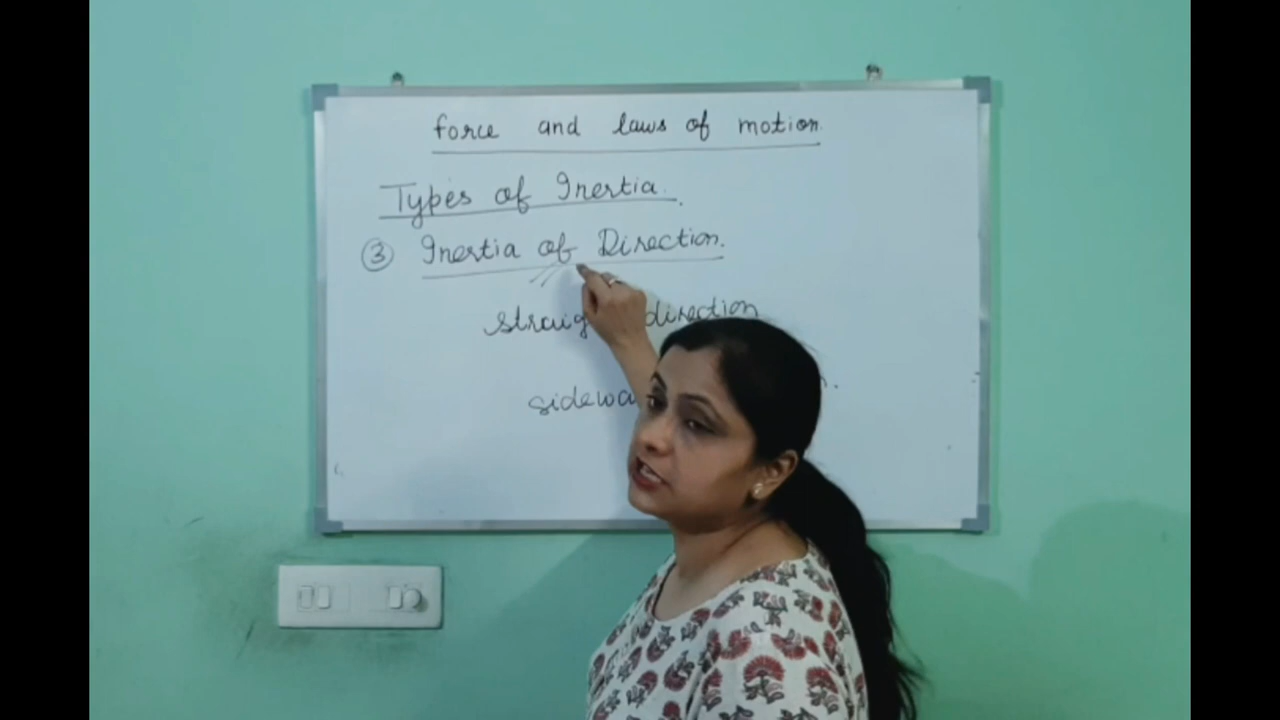 force and laws of motion.
Types of Inertia.
③ Inertia of Direction.
direction